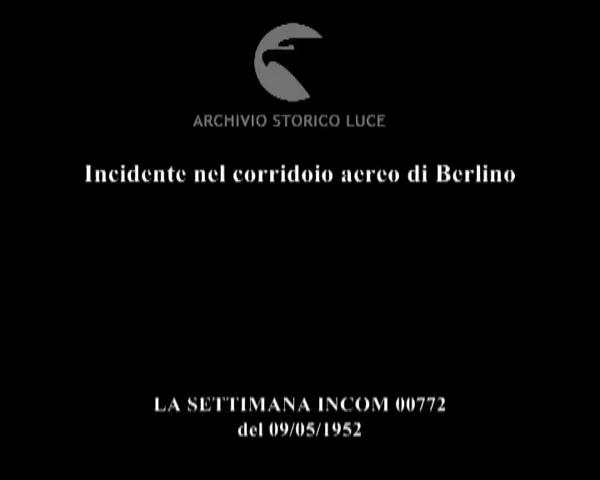 ARCHIVIO STORICO LUCE
Incidente nel corridoio aereo di Berlino
LA SETTIMANA INCOM 00772
del 09/05/1952